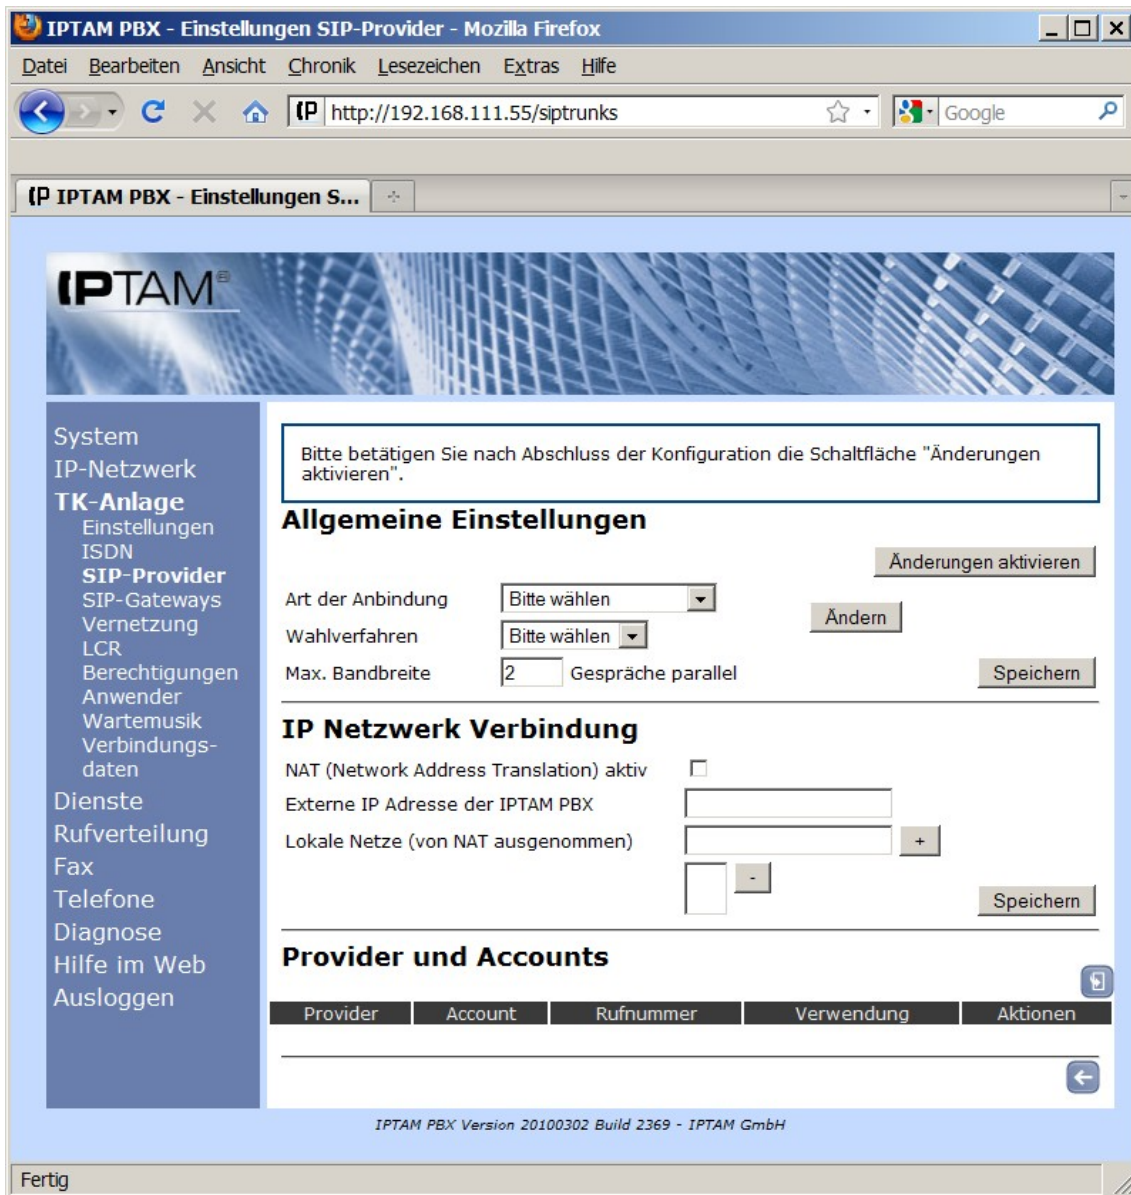 IPTAM PBX - Einstellungen SIP-Provider - Mozilla Firefox
Datei Bearbeiten Ansicht Chronik Lesezeichen Extras Hilfe
http://192.168.111.55/siptrunks
Google
IPTAM PBX - Einstellungen S...
IPTAM®
System
IP-Netzwerk
TK-Anlage
Einstellungen
ISDN
SIP-Provider
SIP-Gateways
Vernetzung
LCR
Berechtigungen
Anwender
Wartemusik
Verbindungs-
daten
Dienste
Rufverteilung
Fax
Telefone
Diagnose
Hilfe im Web
Ausloggen
Bitte betätigen Sie nach Abschluss der Konfiguration die Schaltfläche "Änderungen
aktivieren".
Allgemeine Einstellungen
Änderungen aktivieren
Art der Anbindung Bitte wählen
Ändern
Wahlverfahren Bitte wählen
Max. Bandbreite 2 Gespräche parallel Speichern
IP Netzwerk Verbindung
NAT (Network Address Translation) aktiv
Externe IP Adresse der IPTAM PBX
Lokale Netze (von NAT ausgenommen) +
-
Speichern
Provider und Accounts
Provider Account Rufnummer Verwendung Aktionen
IPTAM PBX Version 20100302 Build 2369 - IPTAM GmbH
Fertig